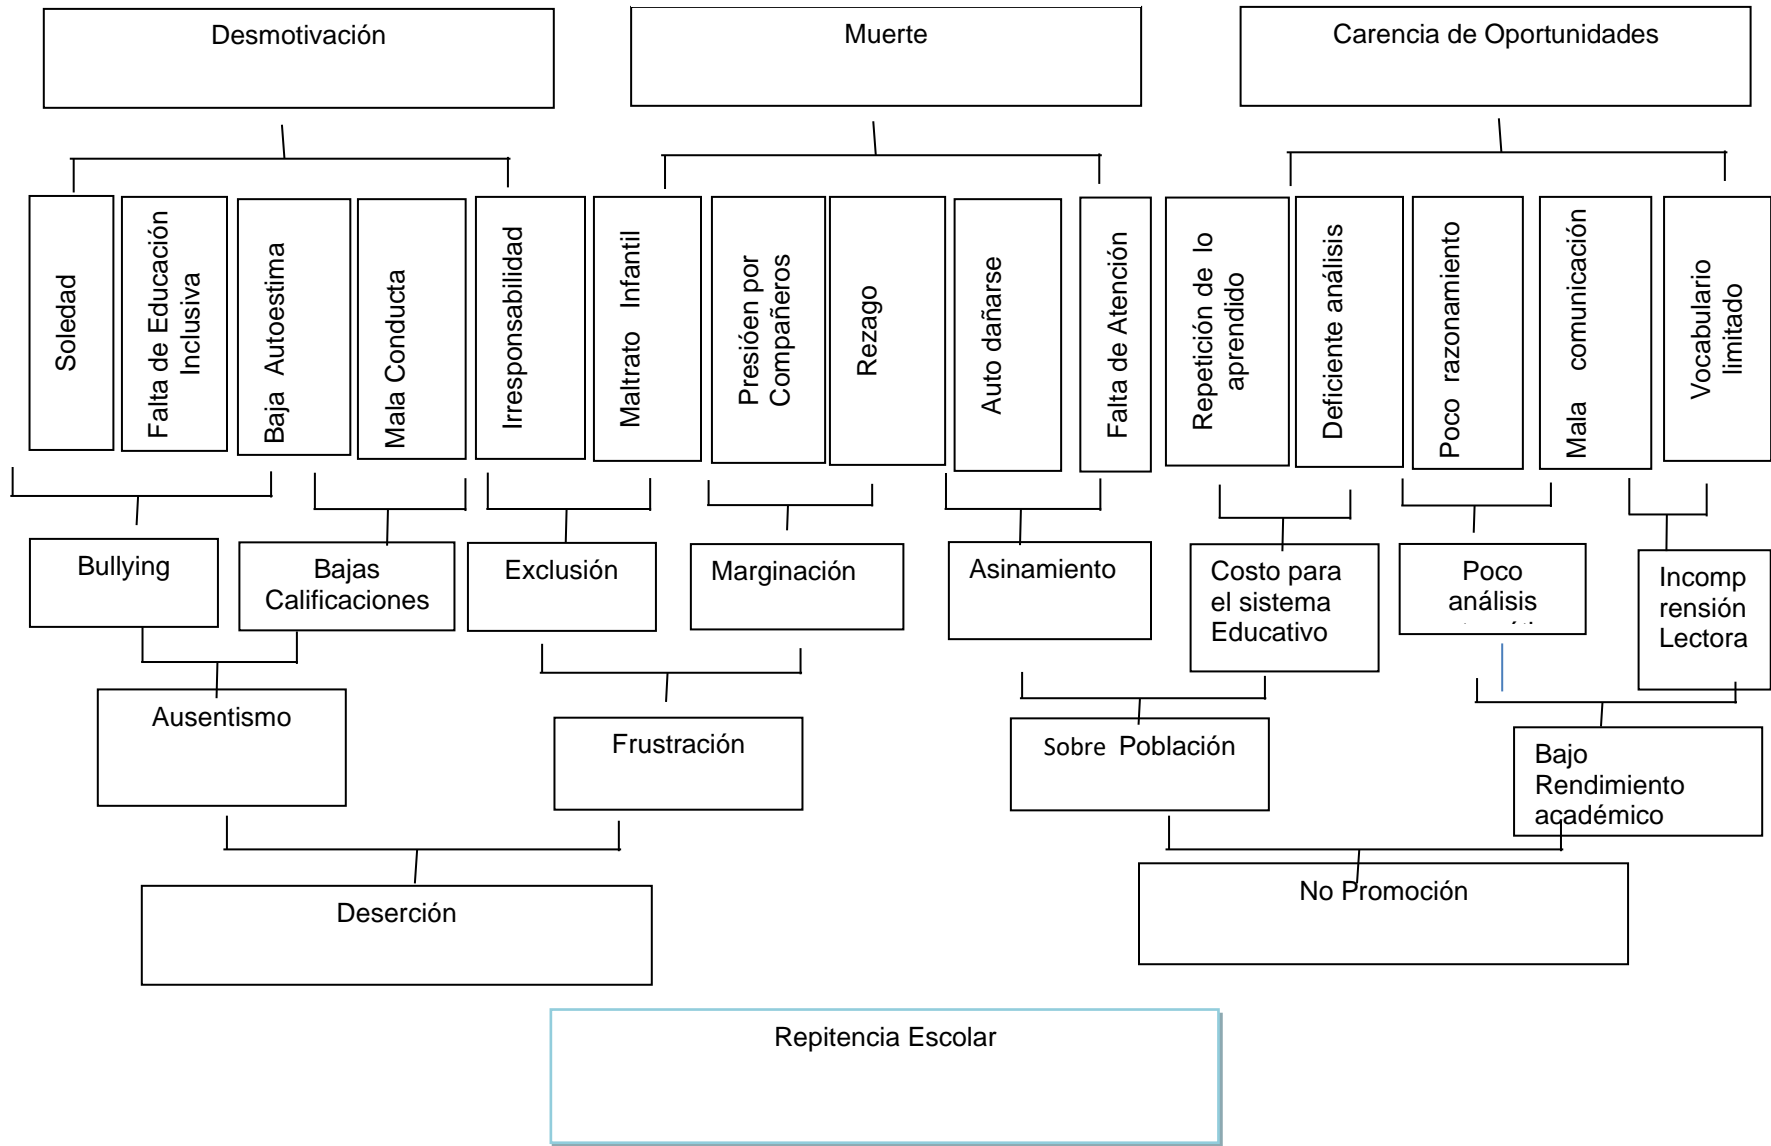 Desmotivación
Muerte
Carencia de Oportunidades
Soledad
Falta de Educación
Inclusiva
Baja Autoestima
Mala Conducta
Irresponsabilidad
Maltrato Infantil
Presióen por
Compañeros
Rezago
Auto dañarse
Falta de Atención
Repetición de lo
aprendido
Deficiente análisis
Poco razonamiento
Mala comunicación
Vocabulario
limitado
Bullying
Bajas
Calificaciones
Exclusión
Marginación
Asinamiento
Costo para
el sistema
Educativo
Poco
análisis
Incomp
rensión
Lectora
Ausentismo
Frustración
Sobre Población
Bajo
Rendimiento
académico
Deserción
No Promoción
Repitencia Escolar